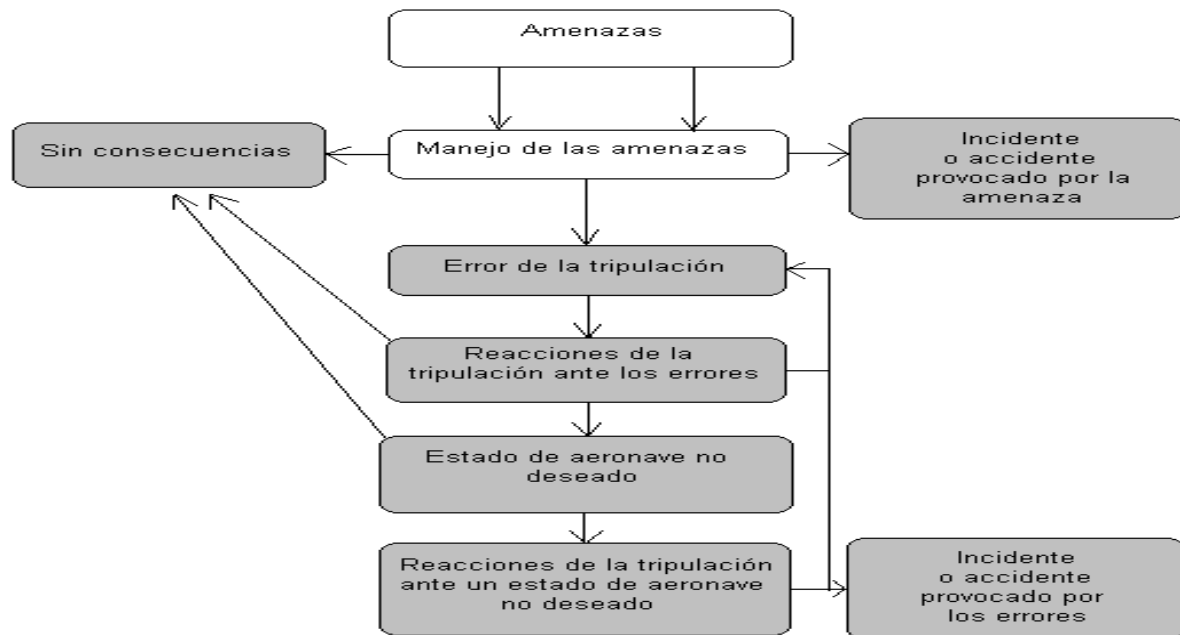 Amenazas
Sin consecuencias
Manejo de las amenazas
Incidente
o accidente
provocado por la
amenaza
Error de la tripulación
Reacciones de la
tripulación ante los errores
Estado de aeronave no
deseado
Reacciones de la tripulación
ante un estado de aeronave
no deseado
Incidente
o accidente
provocado por
los errores